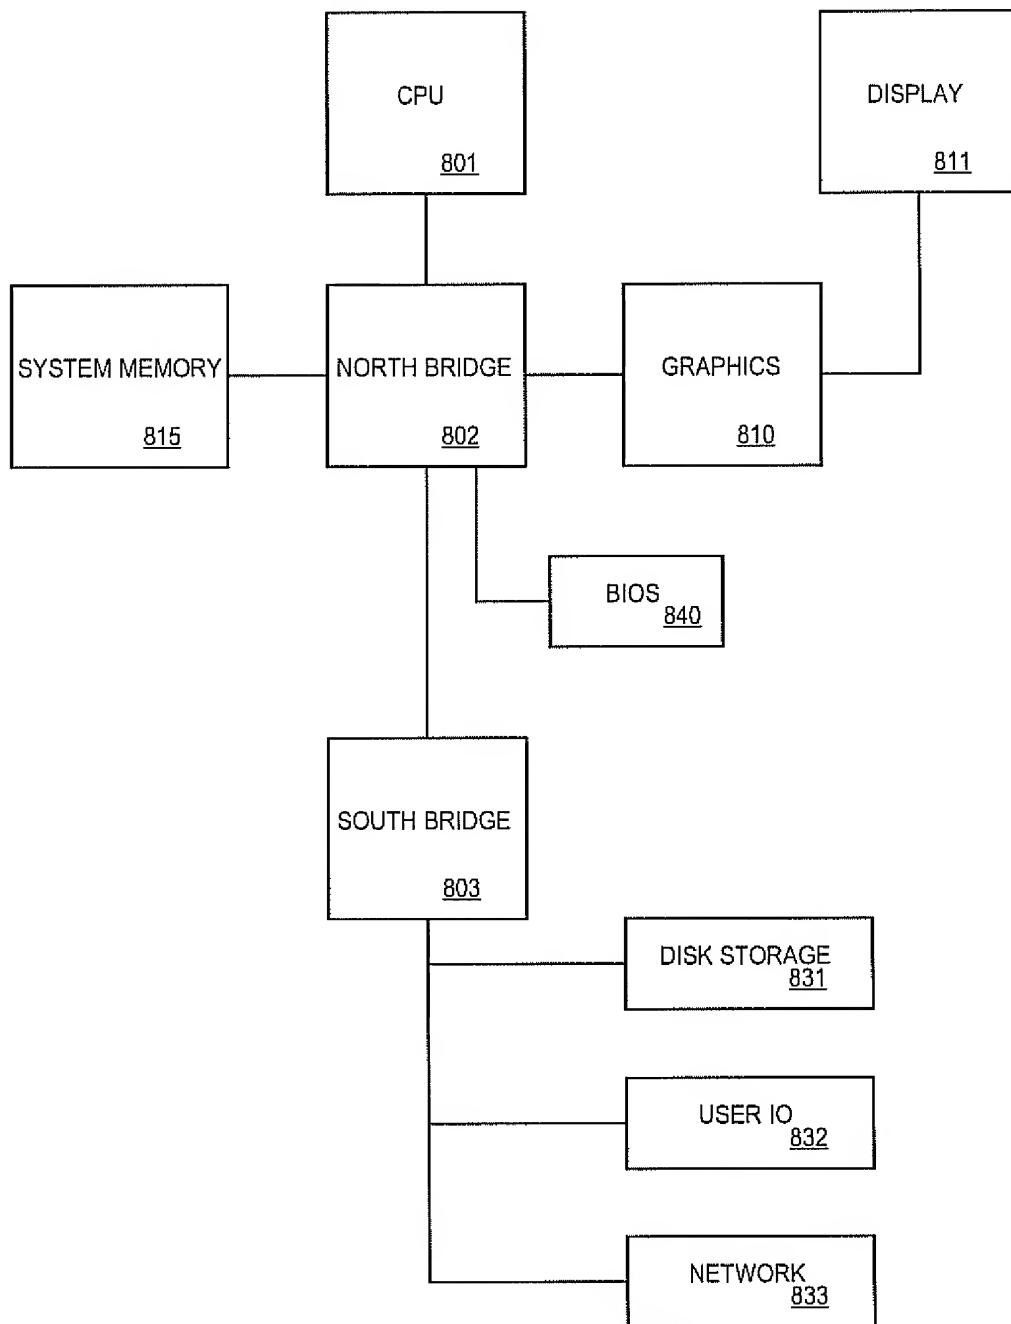 CPU
801
DISPLAY
811
SYSTEM MEMORY
815
NORTH BRIDGE
802
GRAPHICS
810
BIOS
840
SOUTH BRIDGE
803
DISK STORAGE
831
USER IO
832
NETWORK
833